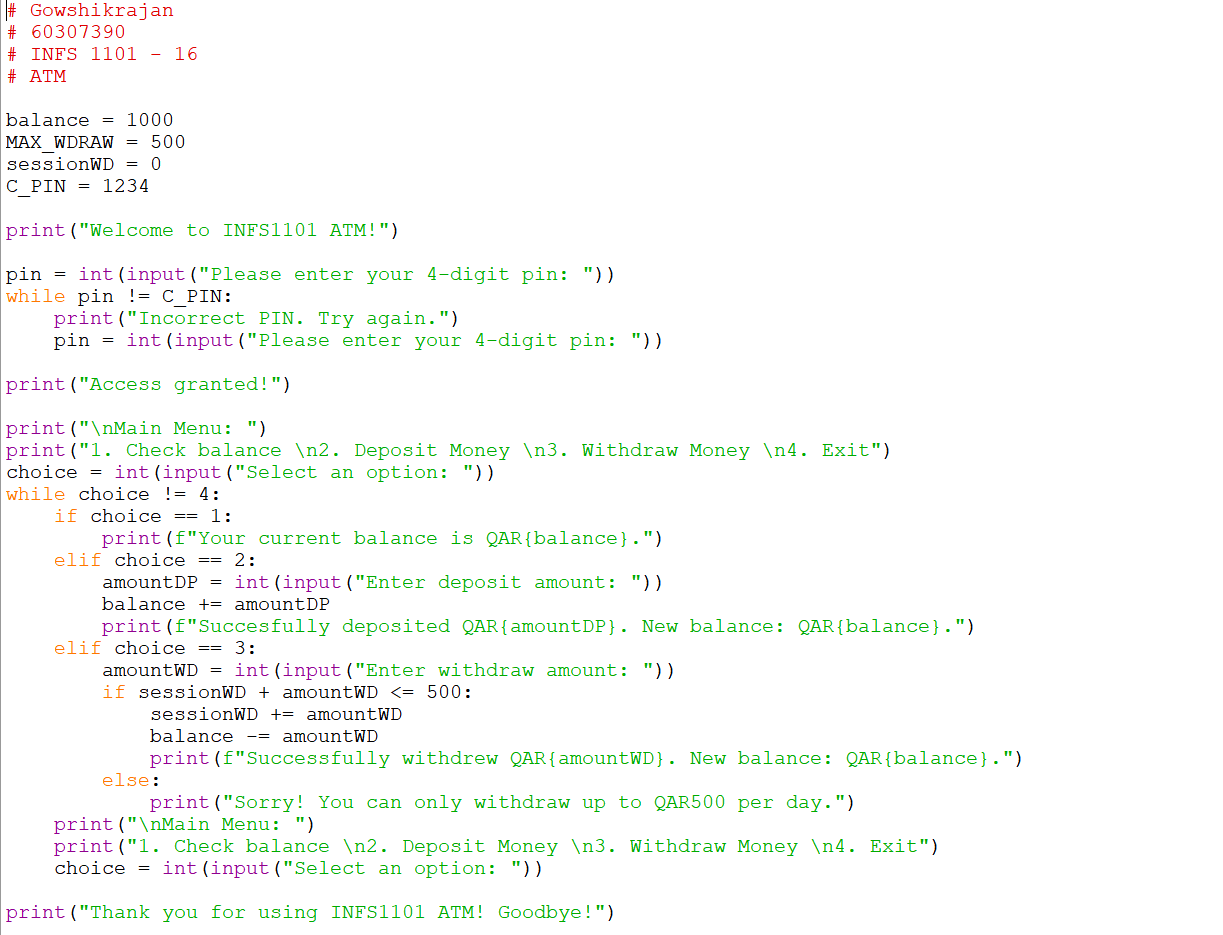 # Gowshikrajan
# 60307390
# INFS 1101 - 16
# ATM

balance = 1000
MAX_WDRAW = 500
sessionWD = 0
C_PIN = 1234

print("Welcome to INFS1101 ATM!")

pin = int(input("Please enter your 4-digit pin: "))
while pin != C_PIN:
    print("Incorrect PIN. Try again.")
    pin = int(input("Please enter your 4-digit pin: "))

print("Access granted!")

print("\nMain Menu: ")
print("1. Check balance \n2. Deposit Money \n3. Withdraw Money \n4. Exit")
choice = int(input("Select an option: "))
while choice != 4:
    if choice == 1:
        print(f"Your current balance is QAR{balance}.")
    elif choice == 2:
        amountDP = int(input("Enter deposit amount: "))
        balance += amountDP
        print(f"Succesfully deposited QAR{amountDP}. New balance: QAR{balance}.")
    elif choice == 3:
        amountWD = int(input("Enter withdraw amount: "))
        if sessionWD + amountWD <= 500:
            sessionWD += amountWD
            balance -= amountWD
            print(f"Successfully withdrew QAR{amountWD}. New balance: QAR{balance}.")
        else:
            print("Sorry! You can only withdraw up to QAR500 per day.")
    print("\nMain Menu: ")
    print("1. Check balance \n2. Deposit Money \n3. Withdraw Money \n4. Exit")
    choice = int(input("Select an option: "))

print("Thank you for using INFS1101 ATM! Goodbye!")